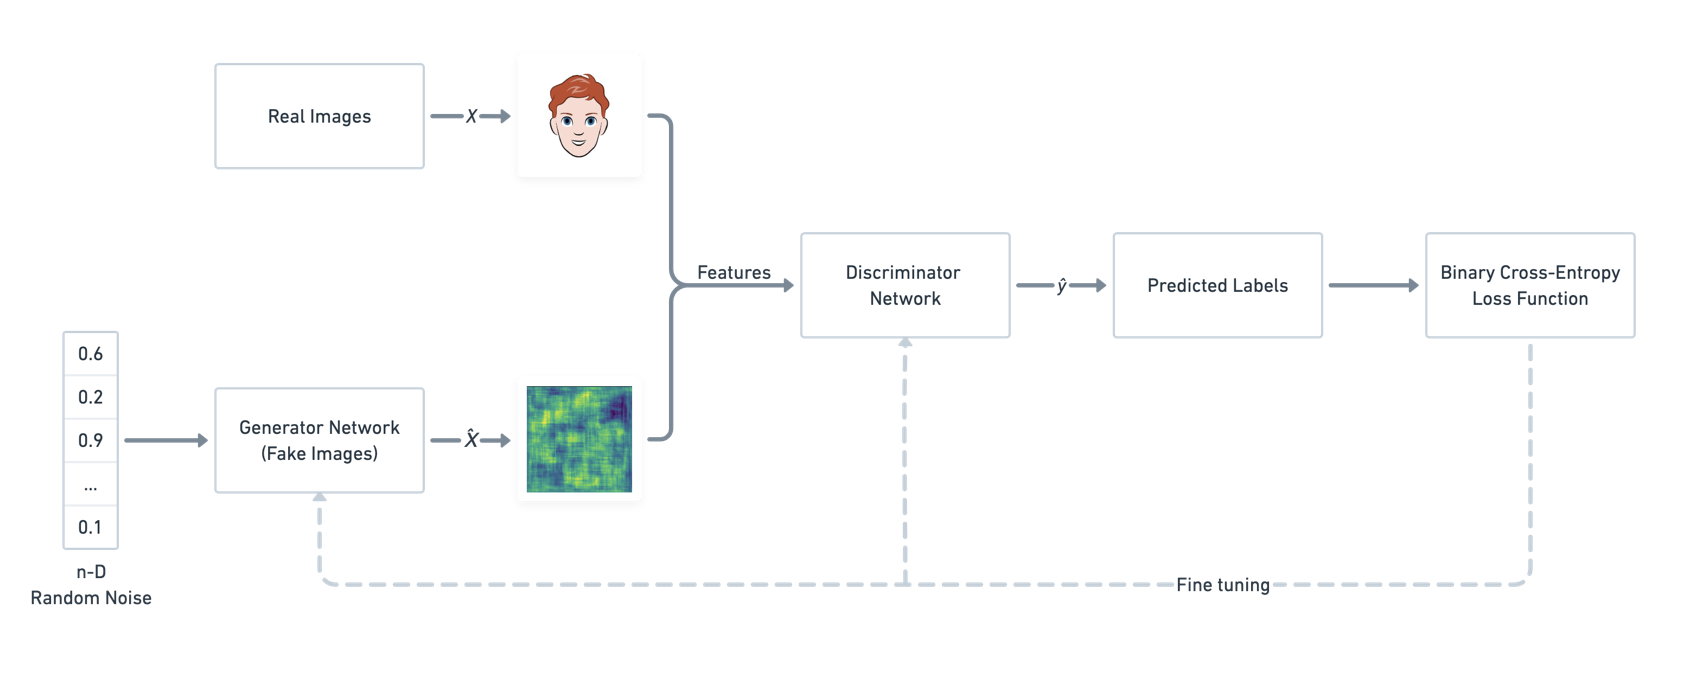 Real Images
X
Features
Discriminator
Network
ŷ
Predicted Labels
Binary Cross-Entropy
Loss Function
0.6
0.2
0.9
...
0.1
n-D
Random Noise
Generator Network
(Fake Images)
X̂
Fine tuning